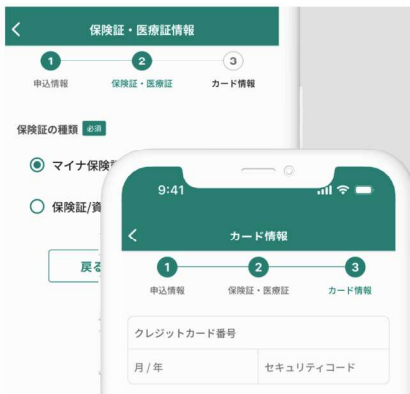 保険証・医療証情報
1 2 3
申込情報 保険証・医療証 カード情報
保険証の種類 必須
マイナ保険
保険証/資
戻る
9:41
カード情報
1 2 3
申込情報 保険証・医療証 カード情報
クレジットカード番号
月/年 セキュリティコード